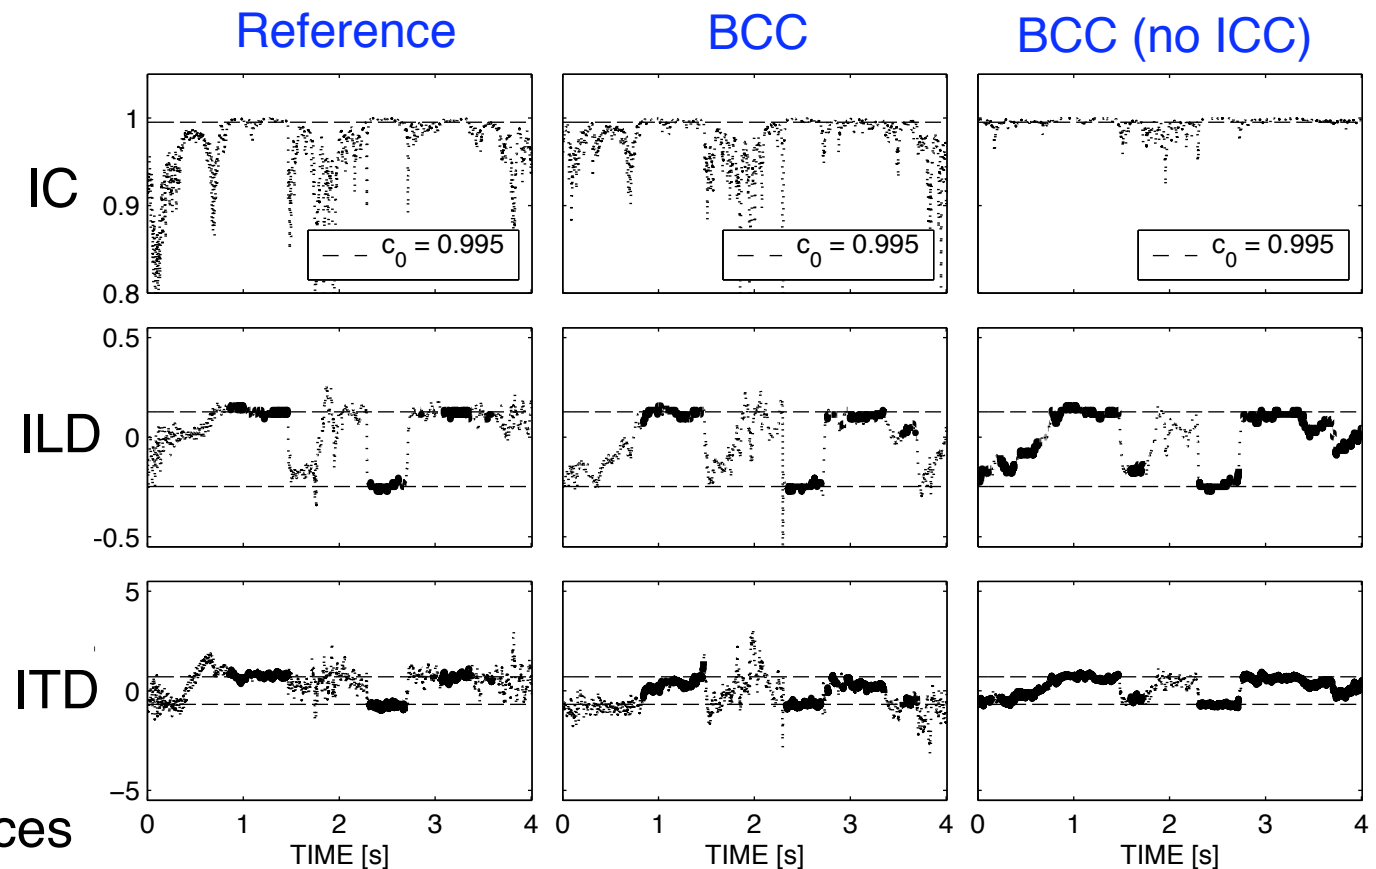 Reference BCC BCC (no ICC)
IC
1
0.9
0.8
c0 = 0.995
c0 = 0.995
c0 = 0.995
ILD
0.5
0
-0.5
ITD
5
0
−5
0 1 2 3 4 0 1 2 3 4 0 1 2 3 4
ces
TIME [s] TIME [s] TIME [s]